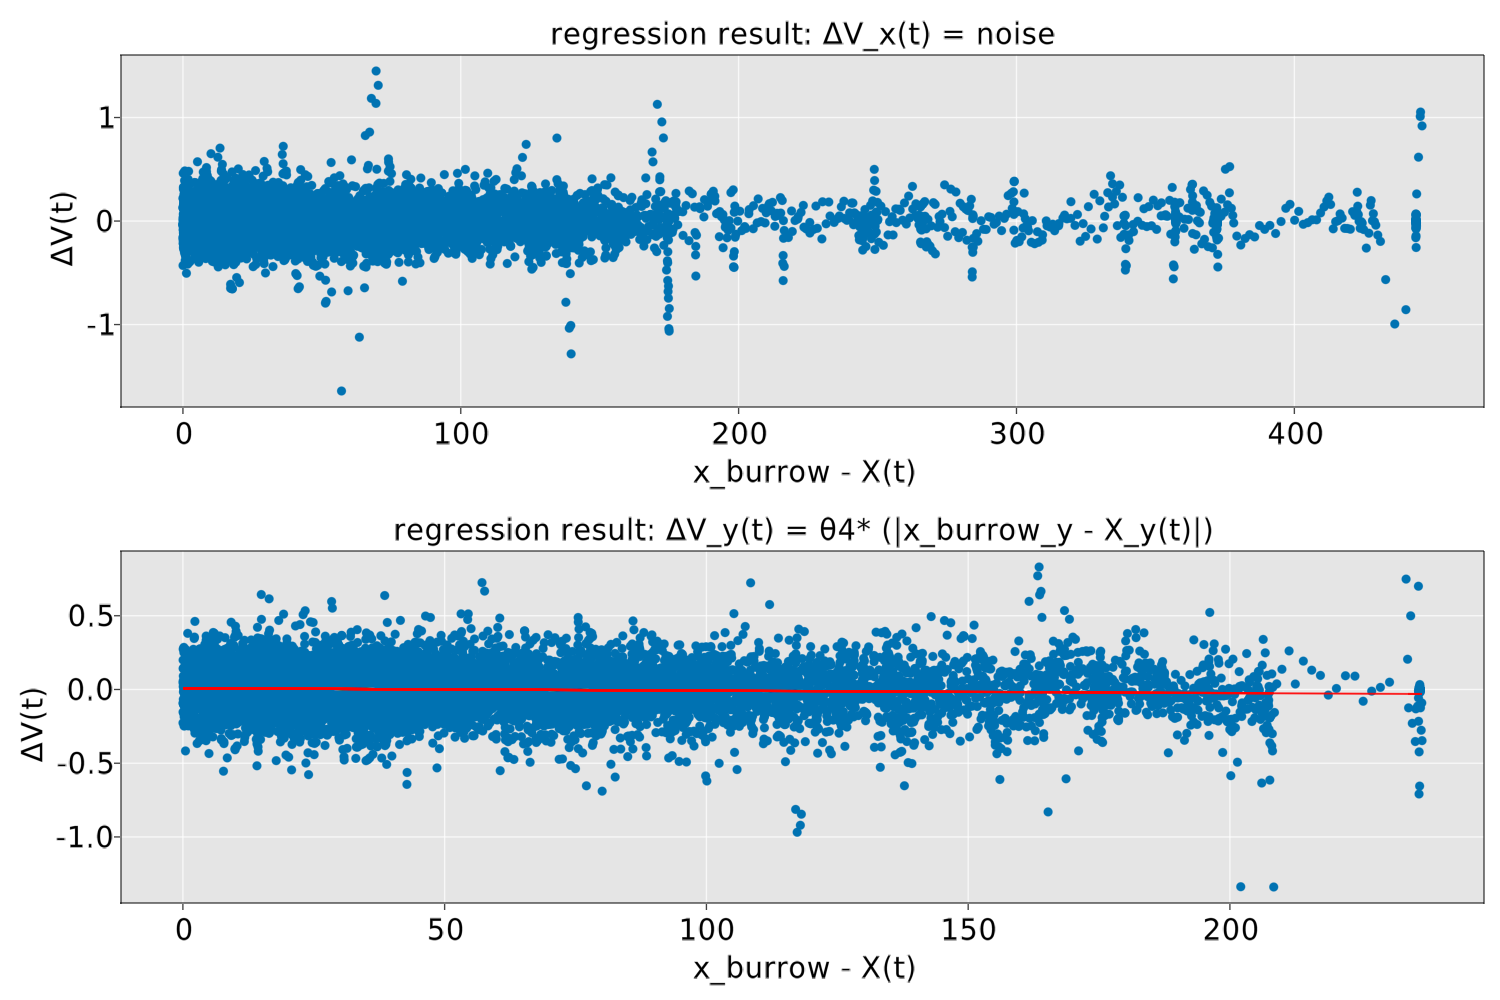 regression result: ΔV_x(t) = noise
ΔV(t)
1
0
-1
0 100 200 300 400
x_burrow - X(t)
regression result: ΔV_y(t) = θ4* (|x_burrow_y - X_y(t)|)
ΔV(t)
0.5
0.0
-0.5
-1.0
0 50 100 150 200
x_burrow - X(t)